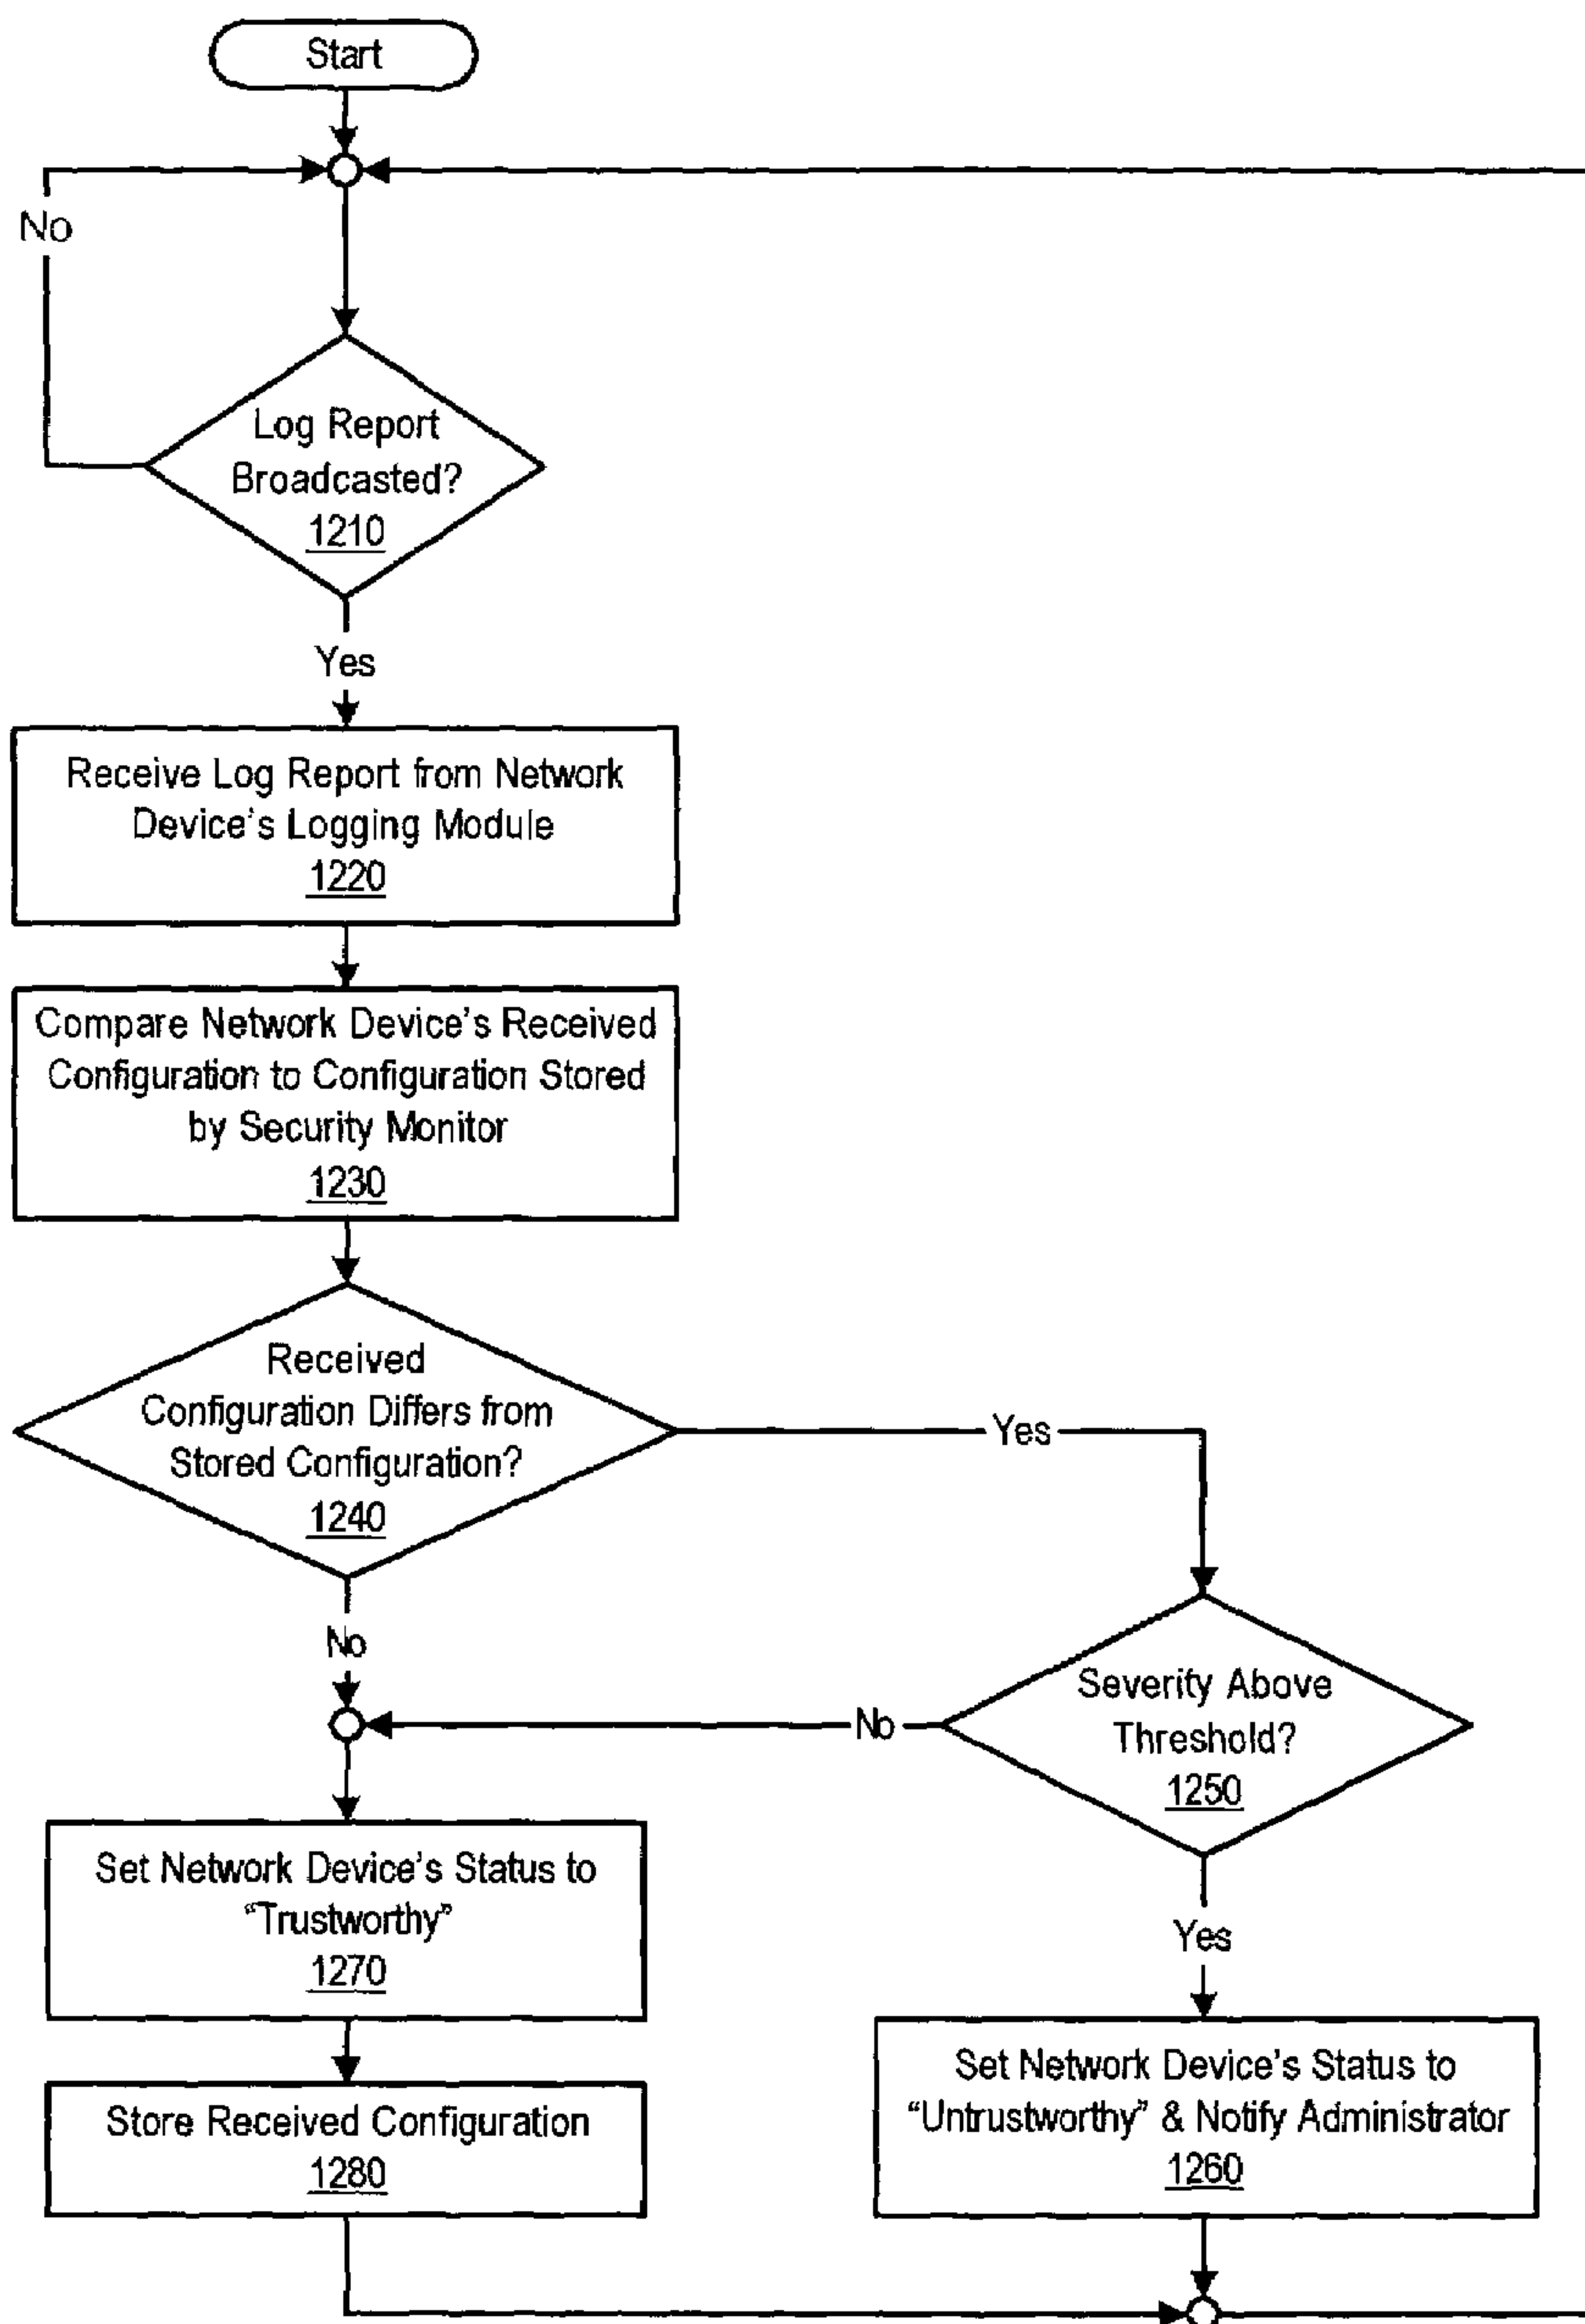 Start
No
Log Report
Broadcasted?
1210
Yes
Receive Log Report from Network
Device's Logging Module
1220
Compare Network Device's Received
Configuration to Configuration Stored
by Security Monitor
1230
Received
Configuration Differs from
Stored Configuration?
1240
Yes
No
Severity Above
Threshold?
1250
No
Yes
Set Network Device's Status to
“Trustworthy”
1270
Set Network Device's Status to
“Untrustworthy” & Notify Administrator
1260
Store Received Configuration
1280